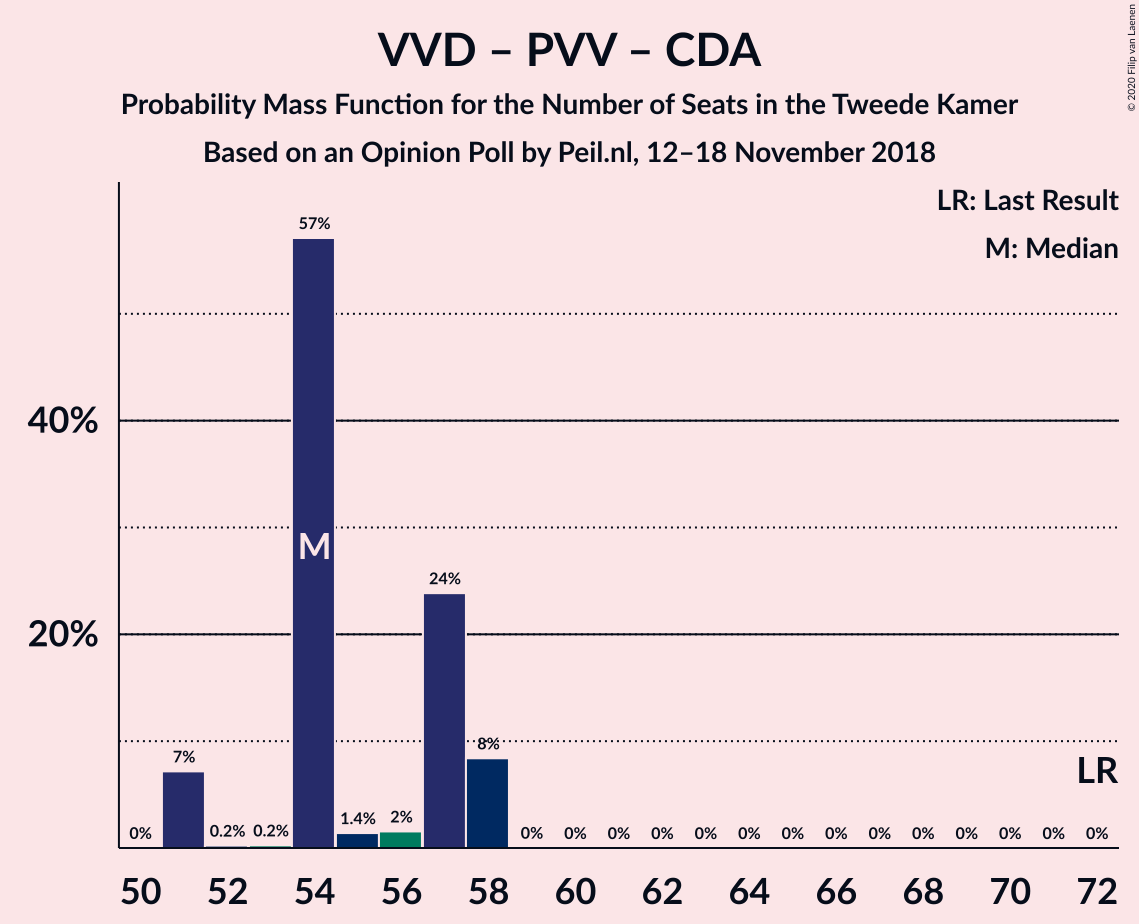 VVD – PVV – CDA
Probability Mass Function for the Number of Seats in the Tweede Kamer
Based on an Opinion Poll by Peil.nl, 12–18 November 2018
© 2020 Filip van Laenen
LR: Last Result
M: Median
40%
20%
0%
7%
0.2%
0.2%
57%
M
1.4%
2%
24%
8%
0%
0%
0%
0%
0%
0%
0%
0%
0%
0%
0%
0%
0%
0%
LR
50 52 54 56 58 60 62 64 66 68 70 72